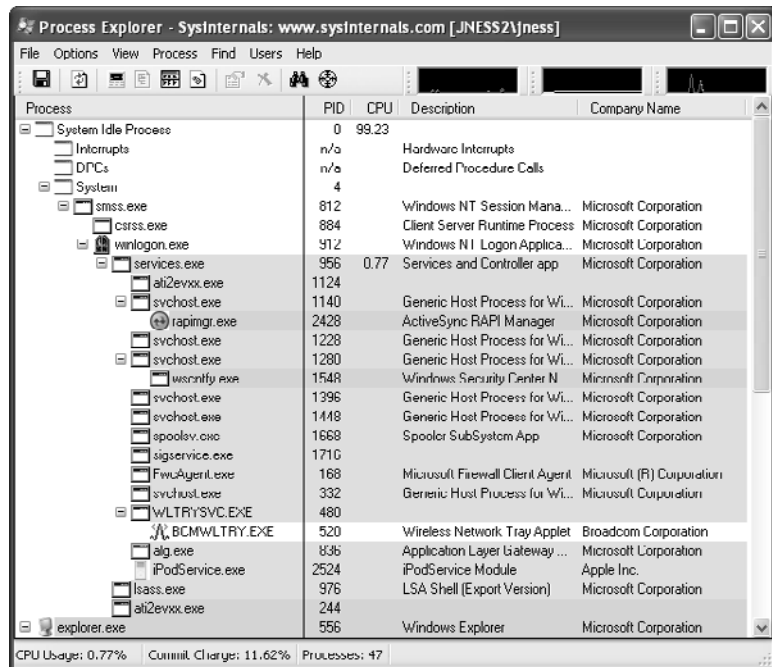 Process Explorer - Sysinternals: www.sysinternals.com [JNESS2\jness]
File Options View Process Find Users Help
Process PID CPU Description Company Name
System Idle Process 0 99.23
Interrupts n/a Hardware Interrupts
DPCs n/a Deferred Procedure Calls
System 4
smss.exe 812 Windows NT Session Mana... Microsoft Corporation
csrss.exe 884 Client Server Runtime Process Microsoft Corporation
winlogon.exe 912 Windows NT Logon Applica... Microsoft Corporation
services.exe 956 0.77 Services and Controller app Microsoft Corporation
ati2evxx.exe 1124
svchost.exe 1140 Generic Host Process for Wi... Microsoft Corporation
rapimgr.exe 2428 ActiveSync RAPI Manager Microsoft Corporation
svchost.exe 1228 Generic Host Process for Wi... Microsoft Corporation
svchost.exe 1280 Generic Host Process for Wi... Microsoft Corporation
wscntfy.exe 1548 Windows Security Center N Microsoft Corporation
svchost.exe 1396 Generic Host Process for Wi... Microsoft Corporation
svchost.exe 1448 Generic Host Process for Wi... Microsoft Corporation
spoolsv.exe 1668 Spooler SubSystem App Microsoft Corporation
sigservice.exe 1716
FwcAgent.exe 168 Microsoft Firewall Client Agent Microsoft (R) Corporation
svchost.exe 332 Generic Host Process for Wi... Microsoft Corporation
WLTRYSVC.EXE 480
BCMWLTRY.EXE 520 Wireless Network Tray Applet Broadcom Corporation
alg.exe 836 Application Layer Gateway ... Microsoft Corporation
iPodService.exe 2524 iPodService Module Apple Inc.
lsass.exe 976 LSA Shell (Export Version) Microsoft Corporation
ati2evxx.exe 244
explorer.exe 556 Windows Explorer Microsoft Corporation
CPU Usage: 0.77% Commit Charge: 11.62% Processes: 47